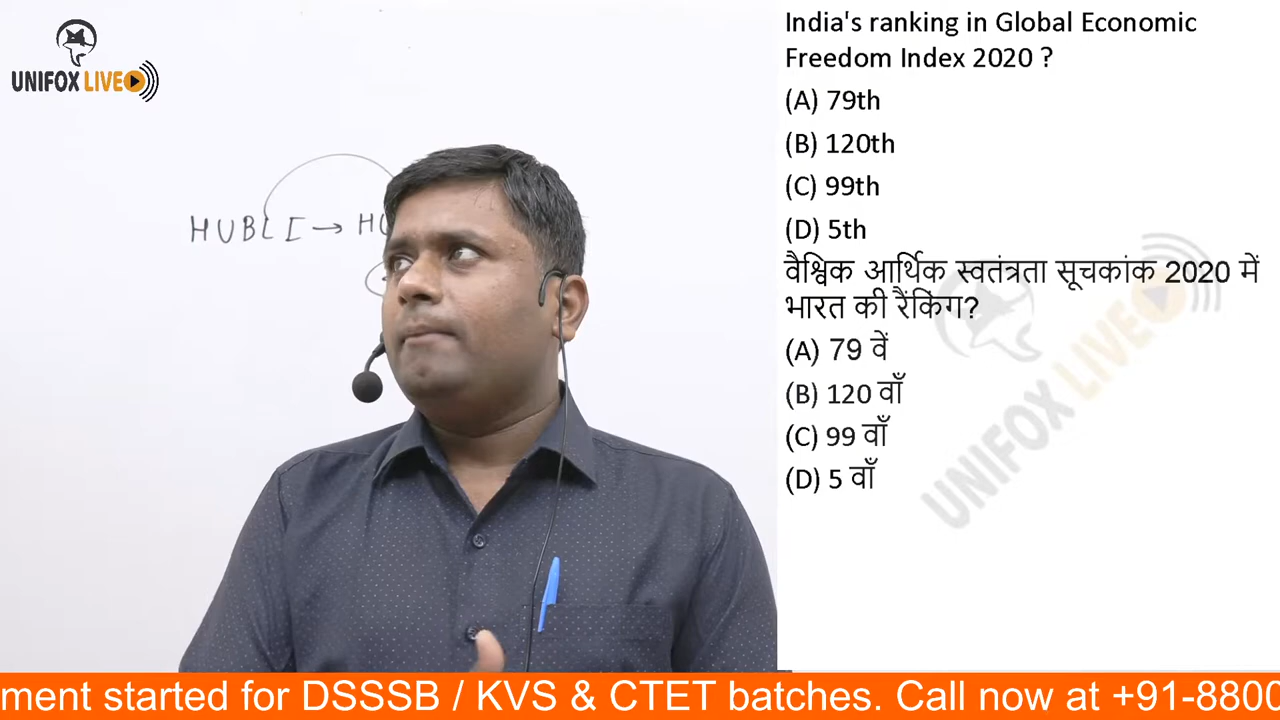 UNIFOX LIVE
HUBLI → HU
India's ranking in Global Economic
Freedom Index 2020 ?
(A) 79th
(B) 120th
(C) 99th
(D) 5th
वैश्विक आर्थिक स्वतंत्रता सूचकांक 2020 में
भारत की रैंकिंग?
(A) 79 वें
(B) 120 वाँ
(C) 99 वाँ
(D) 5 वाँ
UNIFOX LIVE
ment started for DSSSB / KVS & CTET batches. Call now at +91-8800